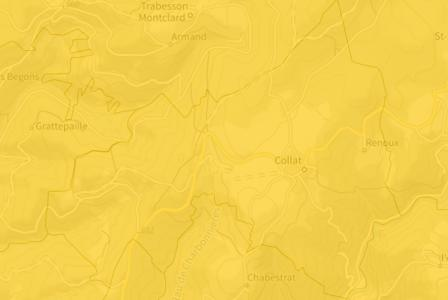 Trabesson
Montclard
Armand
s Begons
St-
Grattepaille
Renoux
Collat
Chabestrat